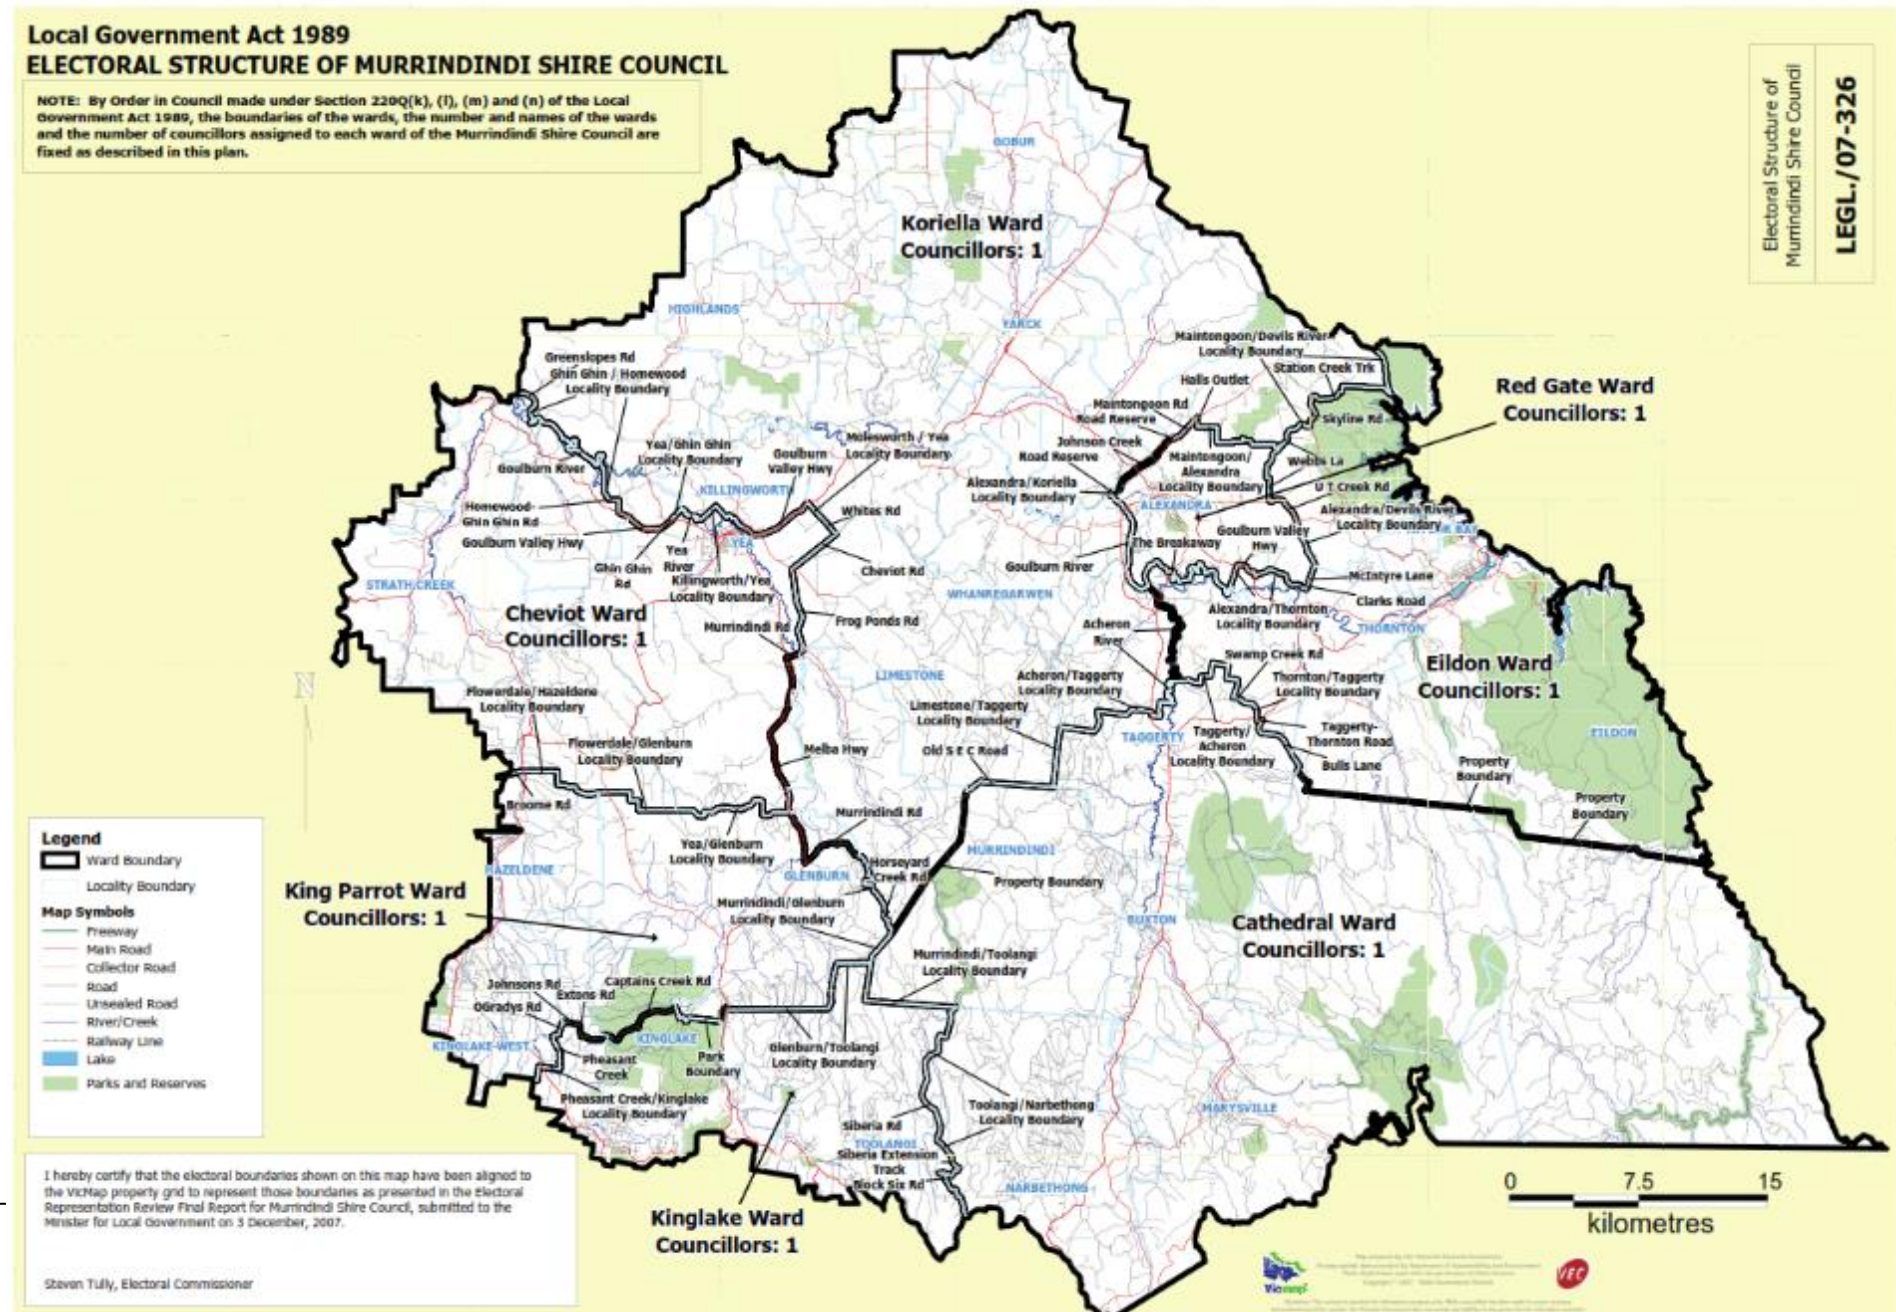 Local Government Act 1989
ELECTORAL STRUCTURE OF MURRINDINDI SHIRE COUNCIL
NOTE: By Order in Council made under Section 220Q(k), (l), (m) and (n) of the Local
Government Act 1989, the boundaries of the wards, the number and names of the wards
and the number of councillors assigned to each ward of the Murrindindi Shire Council are
fixed as described in this plan.
Electoral Structure of
Murrindindi Shire Council
LEGL./07-326
GOBUR
Koriella Ward
Councillors: 1
HIGHLANDS
YARCK
Maintongoon/Devils River
Locality Boundary
Station Creek Trk
Halls Outlet
Red Gate Ward
Councillors: 1
Greenslopes Rd
Ghin Ghin / Homewood
Locality Boundary
Maintongoon Rd
Road Reserve
Skyline Rd
Johnson Creek
Road Reserve
Yea/Ghin Ghin
Locality Boundary
Goulburn
Valley Hwy
Molesworth / Yea
Locality Boundary
Goulburn River
Maintongoon/
Alexandra
Locality Boundary
Webbs La
U T Creek Rd
Alexandra/Koriella
Locality Boundary
KILLINGWORTH
ALEXANDRA
Homewood-
Ghin Ghin Rd
Whites Rd
Alexandra/Devils River
Locality Boundary
Goulburn Valley Hwy
YEA
The Breakaway
Goulburn Valley
Hwy
Yea
River
Ghin Ghin
Rd
Killingworth/Yea
Locality Boundary
Cheviot Rd
Goulburn River
McIntyre Lane
STRATH CREEK
WHANREGARWEN
Clarks Road
Cheviot Ward
Councillors: 1
Murrindindi Rd
Frog Ponds Rd
Acheron
River
Alexandra/Thornton
Locality Boundary
THORNTON
Swamp Creek Rd
Eildon Ward
Councillors: 1
LIMESTONE
Acheron/Taggerty
Locality Boundary
Thornton/Taggerty
Locality Boundary
Flowerdale/Hazeldene
Locality Boundary
Limestone/Taggerty
Locality Boundary
Flowerdale/Glenburn
Locality Boundary
Melba Hwy
Old S E C Road
TAGGERTY
Taggerty/
Acheron
Locality Boundary
Taggerty-
Thornton Road
Bulls Lane
EILDON
Property
Boundary
Property
Boundary
Broome Rd
Murrindindi Rd
Yea/Glenburn
Locality Boundary
MURRINDINDI
Legend
Ward Boundary
Locality Boundary
Map Symbols
Freeway
Main Road
Collector Road
Road
Unsealed Road
River/Creek
Railway Line
Lake
Parks and Reserves
HAZELDENE
GLENBURN
Horseyard
Creek Rd
Property Boundary
King Parrot Ward
Councillors: 1
Murrindindi/Glenburn
Locality Boundary
BUXTON
Cathedral Ward
Councillors: 1
Murrindindi/Toolangi
Locality Boundary
Johnsons Rd
Extons Rd
Captains Creek Rd
OGradys Rd
KINGLAKE WEST
KINGLAKE
Pheasant
Creek
Park
Boundary
Glenburn/Toolangi
Locality Boundary
Pheasant Creek/Kinglake
Locality Boundary
Toolangi/Narbethong
Locality Boundary
MARYSVILLE
Siberia Rd
TOOLANGI
Siberia Extension
Track
Block Six Rd
NARBETHONG
Kinglake Ward
Councillors: 1
N
I hereby certify that the electoral boundaries shown on this map have been aligned to
the VicMap property grid to represent those boundaries as presented in the Electoral
Representation Review Final Report for Murrindindi Shire Council, submitted to the
Minister for Local Government on 3 December, 2007.
Steven Tully, Electoral Commissioner
0 7.5 15
kilometres
Vicmap
VEC